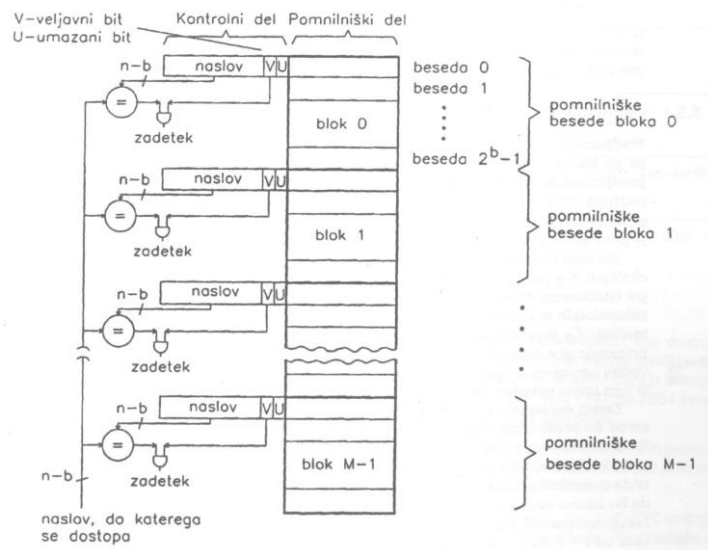 V-veljavni bit
U-umazani bit
Kontrolni del
Pomnilniški del
n-b
naslov
V U
beseda 0
beseda 1
=
zadetek
blok 0
pomnilniške
besede bloka 0
beseda 2^b-1
n-b
naslov
V U
=
zadetek
blok 1
pomnilniške
besede bloka 1
n-b
naslov
V U
=
zadetek
n-b
naslov
V U
=
zadetek
blok M-1
pomnilniške
besede bloka M-1
n-b
naslov, do katerega
se dostopa